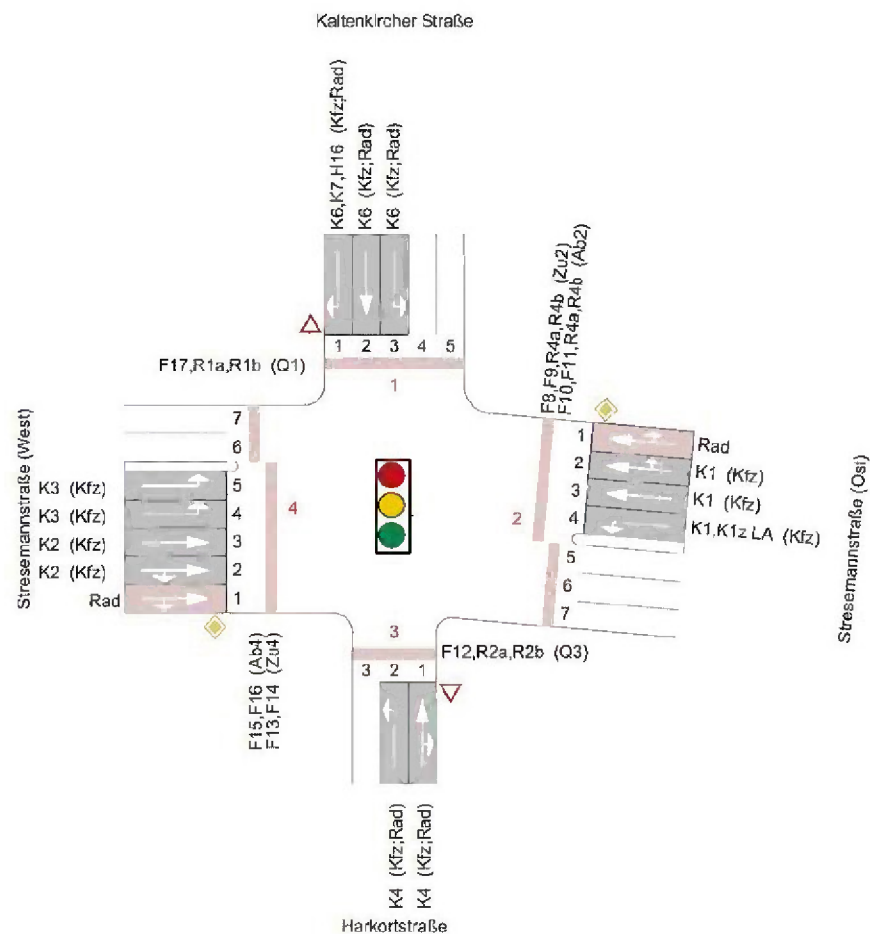 Kaltenkircher Straße
K6,K7,H16 (Kfz;Rad)
K6 (Kfz;Rad)
K6 (Kfz;Rad)
F8,F9,R4a,R4b (Zu2)
F10,F11,R4a,R4b (Ab2)
1 2 3 4 5
F17,R1a,R1b (Q1)
1
Stresemannstraße (West)
7
6
K3 (Kfz) 5
K3 (Kfz) 4
K2 (Kfz) 3
K2 (Kfz) 2
Rad 1
4
2
1 Rad
2 K1 (Kfz)
3 K1 (Kfz)
4 K1,K1z LA (Kfz)
5
6
7
Stresemannstraße (Ost)
F15,F16 (Ab4)
F13,F14 (Zu4)
3
F12,R2a,R2b (Q3)
3 2 1
K4 (Kfz;Rad)
K4 (Kfz;Rad)
Harkortstraße